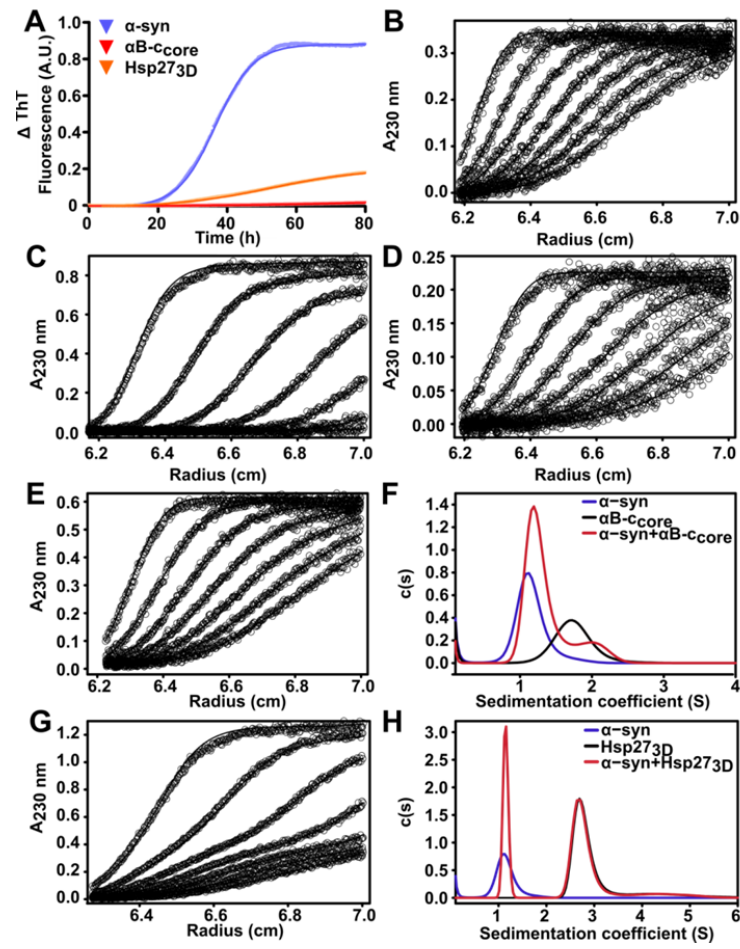 A
1.0
0.8
0.6
0.4
0.2
0
Δ ThT
Fluorescence (A.U.)
α-syn
αB-ccore
Hsp273D
0 20 40 60 80
Time (h)
B
0.3
0.2
0.1
0.0
A230 nm
6.2 6.4 6.6 6.8 7.0
Radius (cm)
C
0.8
0.6
0.4
0.2
0.0
A230 nm
6.2 6.4 6.6 6.8 7.0
Radius (cm)
D
0.25
0.20
0.15
0.10
0.05
0.00
A230 nm
6.2 6.4 6.6 6.8 7.0
Radius (cm)
E
0.6
0.5
0.4
0.3
0.2
0.1
0.0
A230 nm
6.2 6.4 6.6 6.8 7.0
Radius (cm)
F
1.4
1.2
1.0
0.8
0.6
0.4
0.2
0.0
c(s)
α−syn
αB-ccore
α−syn+αB-ccore
1 2 3 4
Sedimentation coefficient (S)
G
1.2
1.0
0.8
0.6
0.4
0.2
0.0
A230 nm
6.4 6.6 6.8 7.0
Radius (cm)
H
3.0
2.5
2.0
1.5
1.0
0.5
0.0
c(s)
α−syn
Hsp273D
α−syn+Hsp273D
1 2 3 4 5 6
Sedimentation coefficient (S)